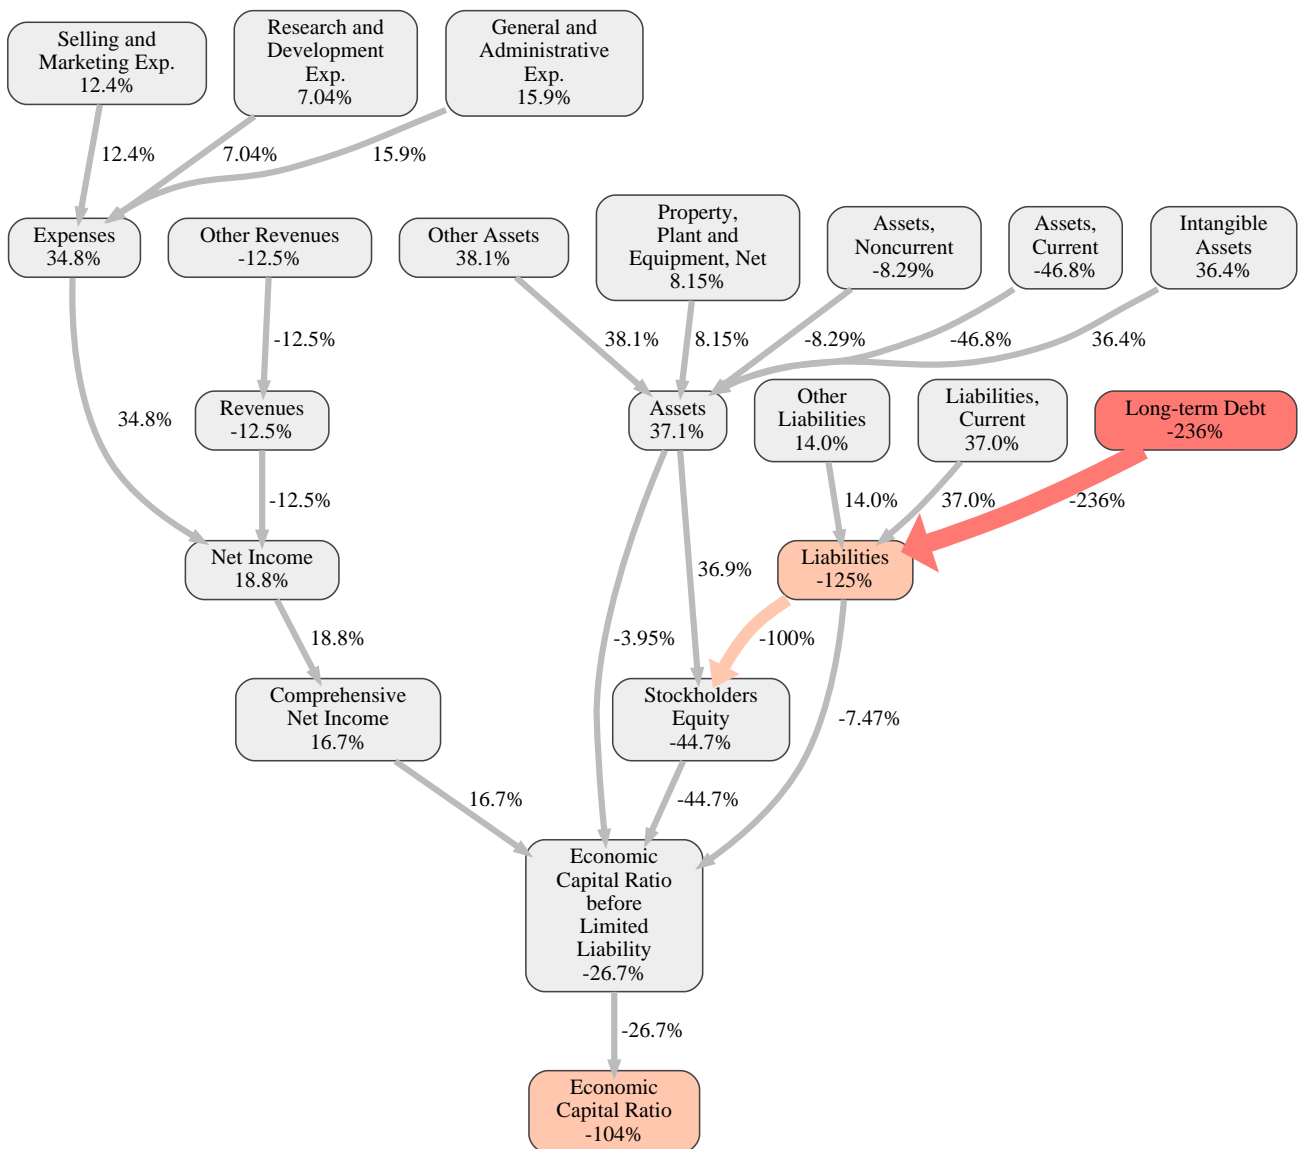 Selling and
Marketing Exp.
12.4%
Research and
Development
Exp.
7.04%
General and
Administrative
Exp.
15.9%
12.4%
7.04%
15.9%
Expenses
34.8%
Other Revenues
-12.5%
Other Assets
38.1%
Property,
Plant and
Equipment, Net
8.15%
Assets,
Noncurrent
-8.29%
Assets,
Current
-46.8%
Intangible
Assets
36.4%
-12.5%
38.1%
8.15%
-8.29%
-46.8%
36.4%
34.8%
Revenues
-12.5%
Assets
37.1%
Other
Liabilities
14.0%
Liabilities,
Current
37.0%
Long-term Debt
-236%
-12.5%
14.0%
37.0%
-236%
Net Income
18.8%
36.9%
Liabilities
-125%
18.8%
-3.95%
-100%
Comprehensive
Net Income
16.7%
Stockholders
Equity
-44.7%
-7.47%
16.7%
-44.7%
Economic
Capital Ratio
before
Limited
Liability
-26.7%
-26.7%
Economic
Capital Ratio
-104%